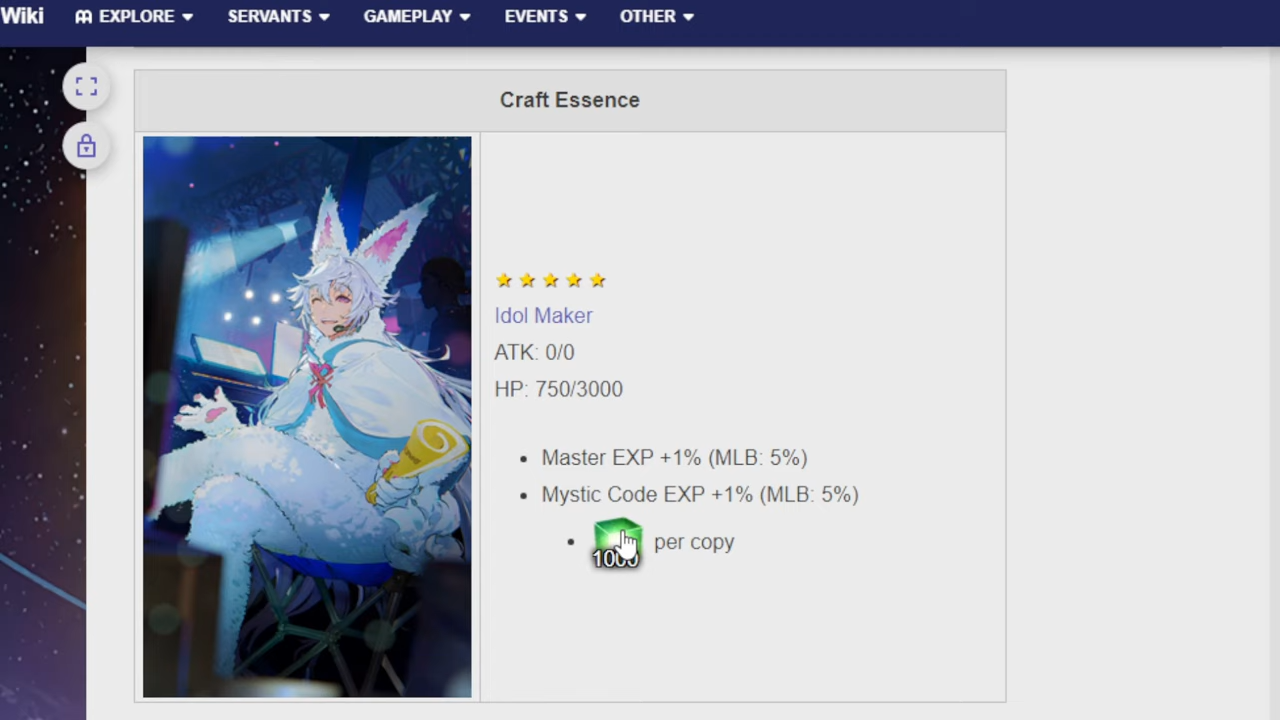 Wiki EXPLORE SERVANTS GAMEPLAY EVENTS OTHER
Craft Essence
Idol Maker
ATK: 0/0
HP: 750/3000
Master EXP +1% (MLB: 5%)
Mystic Code EXP +1% (MLB: 5%)
1000 per copy